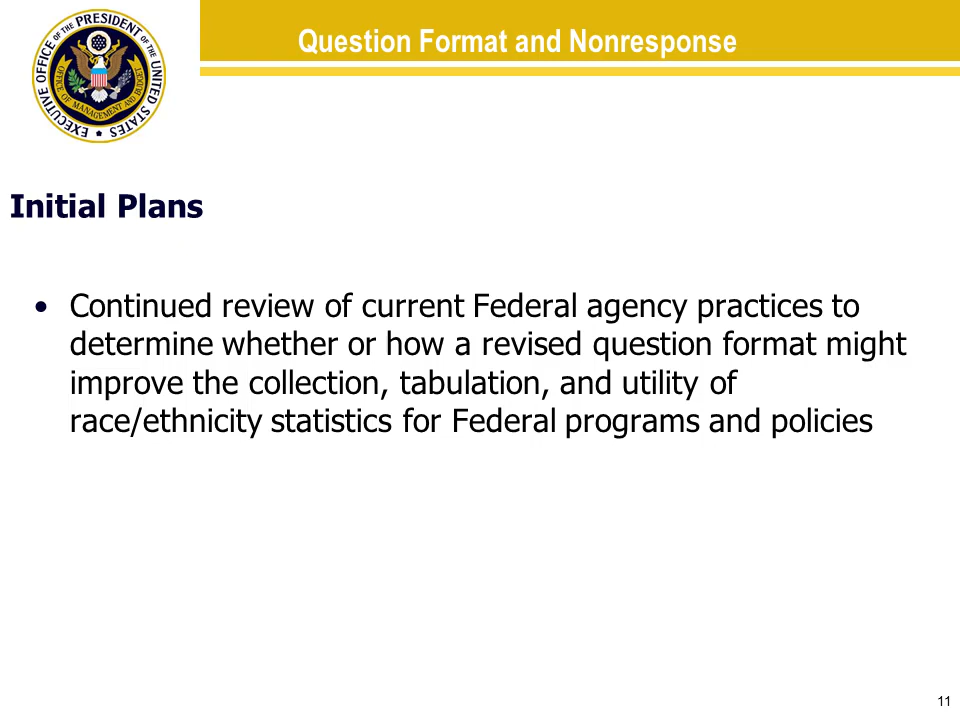 EXECUTIVE OFFICE OF THE PRESIDENT OF THE UNITED STATES
OFFICE OF MANAGEMENT AND BUDGET
Question Format and Nonresponse
Initial Plans
• Continued review of current Federal agency practices to
determine whether or how a revised question format might
improve the collection, tabulation, and utility of
race/ethnicity statistics for Federal programs and policies
11